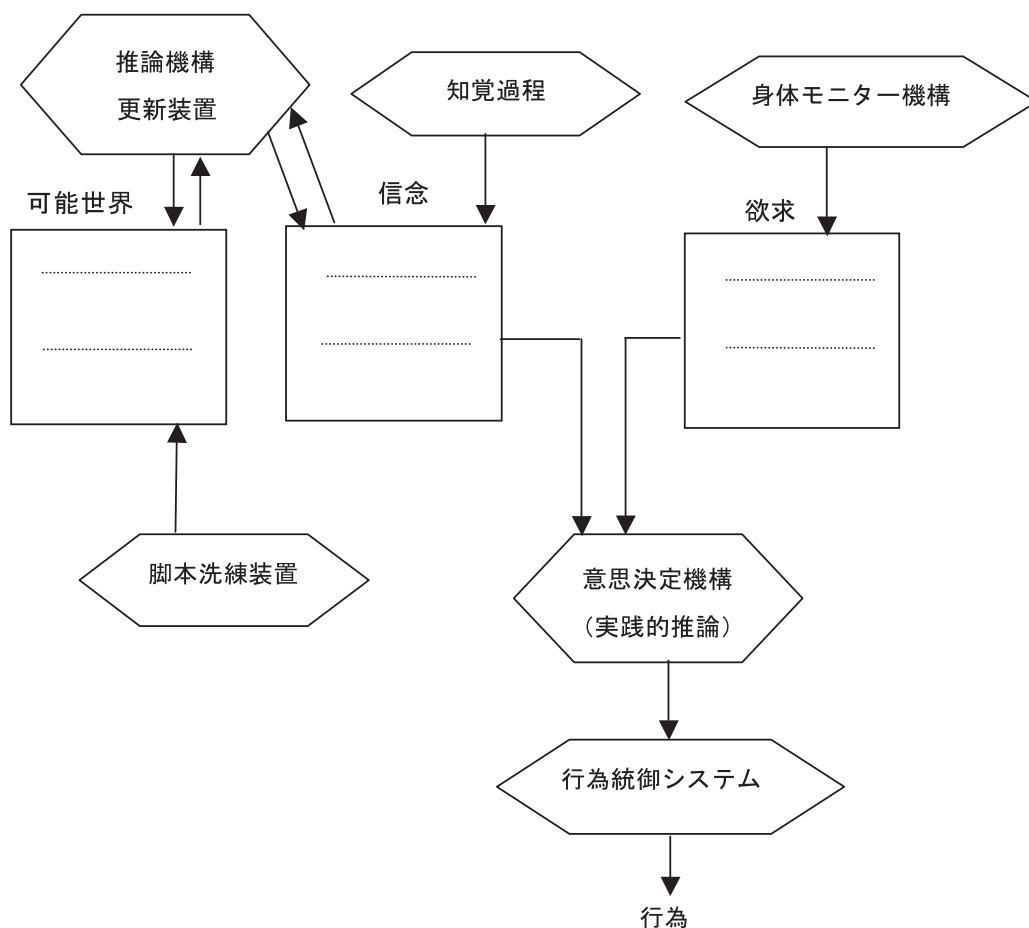 推論機構
更新装置
知覚過程
身体モニター機構
可能世界
信念
欲求
脚本洗練装置
意思決定機構
（実践的推論）
行為統御システム
行為